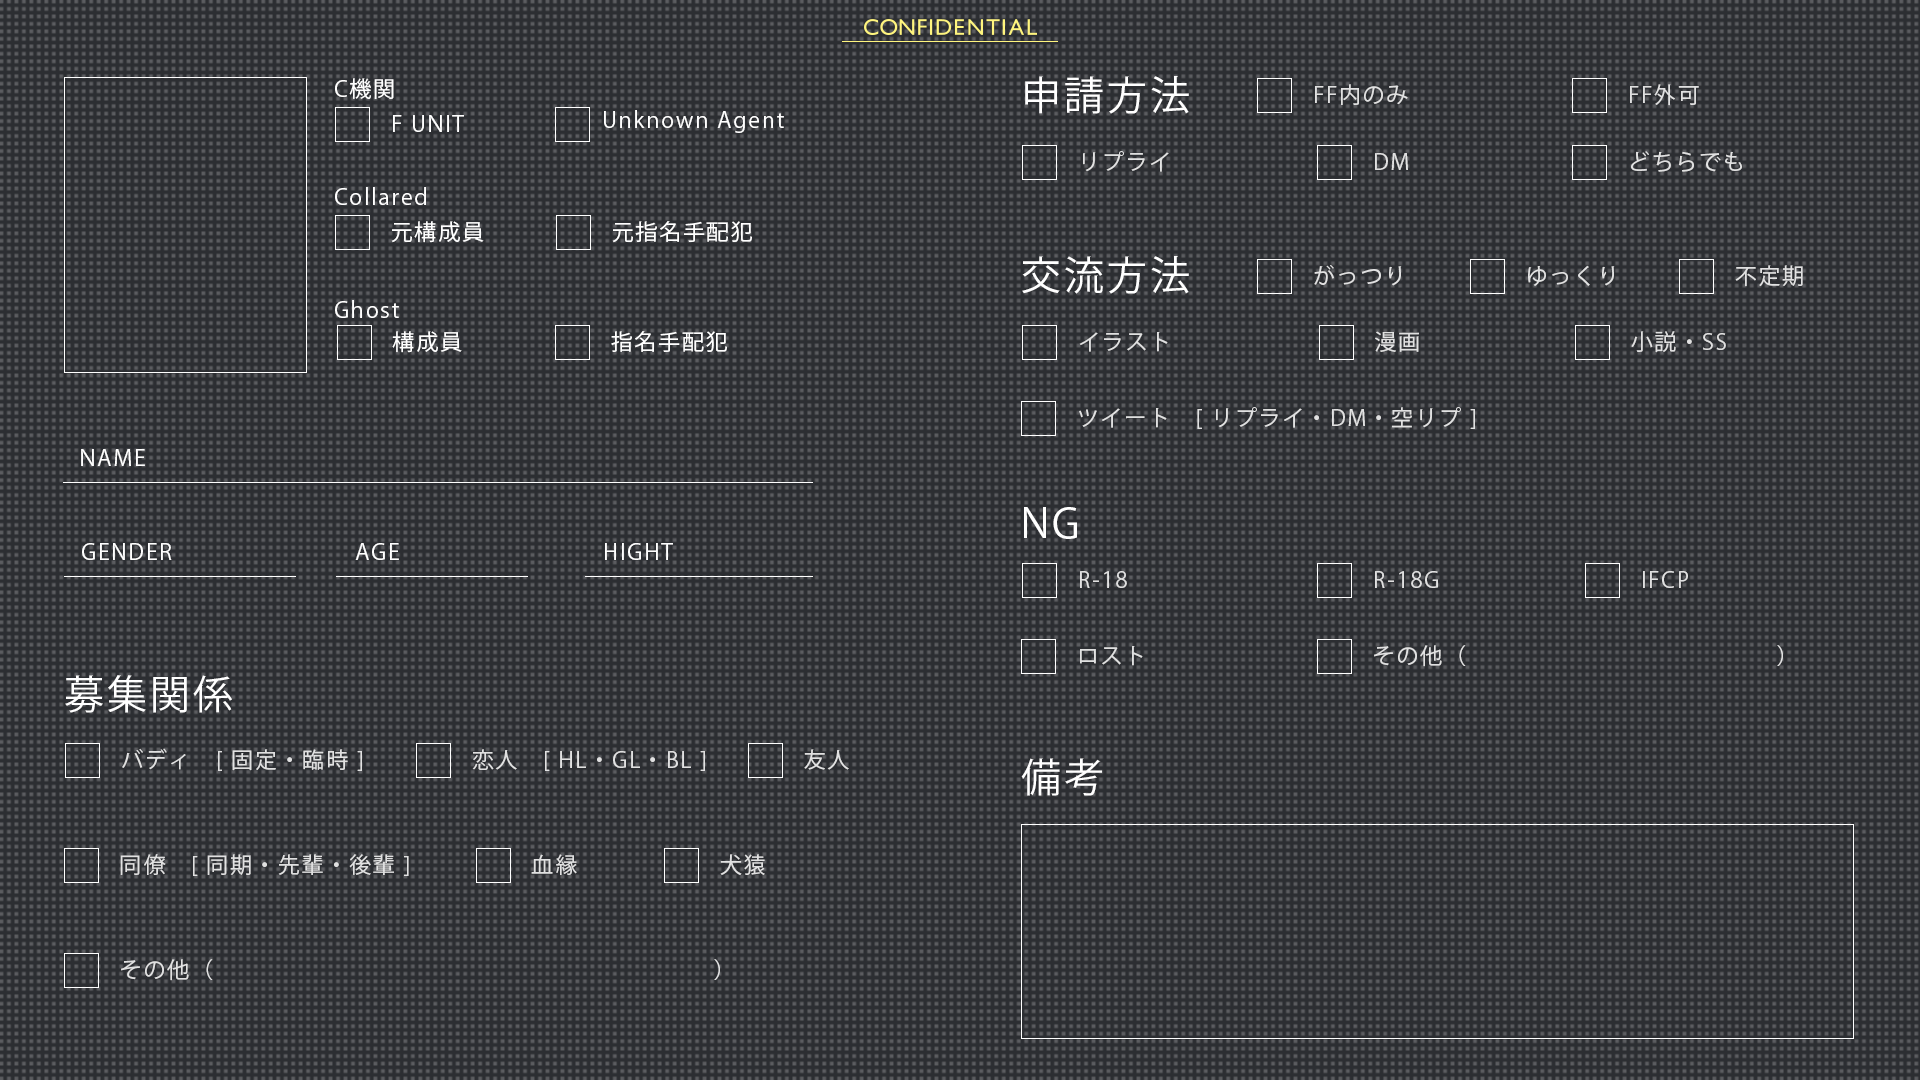 CONFIDENTIAL
C機関
F UNIT
Unknown Agent
Collared
元構成員
元指名手配犯
Ghost
構成員
指名手配犯
NAME
GENDER
AGE
HIGHT
募集関係
バディ [ 固定・臨時 ]
恋人 [ HL・GL・BL ]
友人
同僚 [ 同期・先輩・後輩 ]
血縁
犬猿
その他（ ）
申請方法
FF内のみ
FF外可
リプライ
DM
どちらでも
交流方法
がっつり
ゆっくり
不定期
イラスト
漫画
小説・SS
ツイート [ リプライ・DM・空リプ ]
NG
R-18
R-18G
IFCP
ロスト
その他（ ）
備考